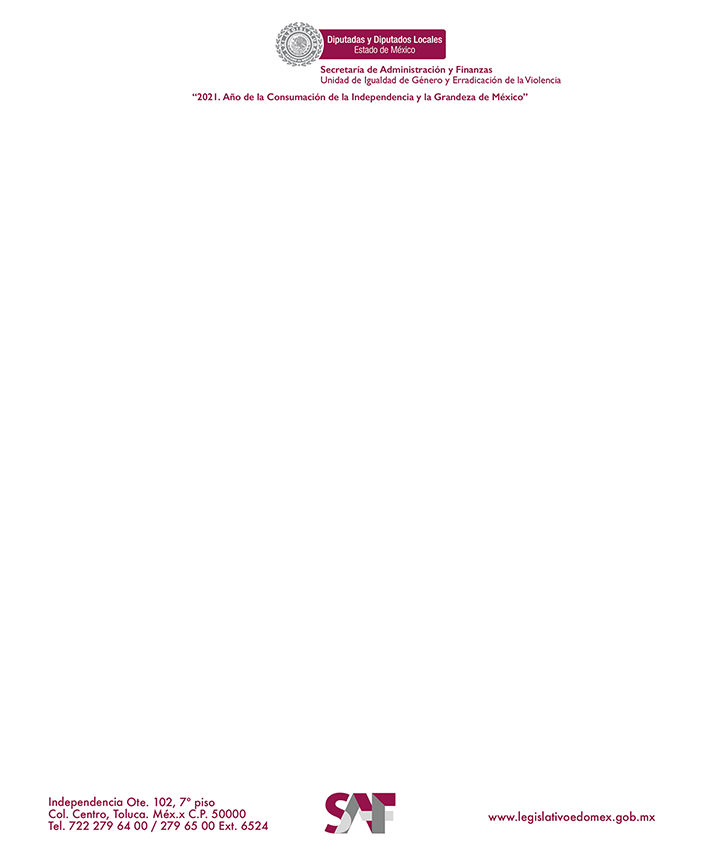 Diputadas y Diputados Locales
Estado de México
Secretaría de Administración y Finanzas
Unidad de Igualdad de Género y Erradicación de la Violencia
“2021. Año de la Consumación de la Independencia y la Grandeza de México”
Independencia Ote. 102, 7º piso
Col. Centro, Toluca. Méx.x C.P. 50000
Tel. 722 279 64 00 / 279 65 00 Ext. 6524
SAF
www.legislativoedomex.gob.mx